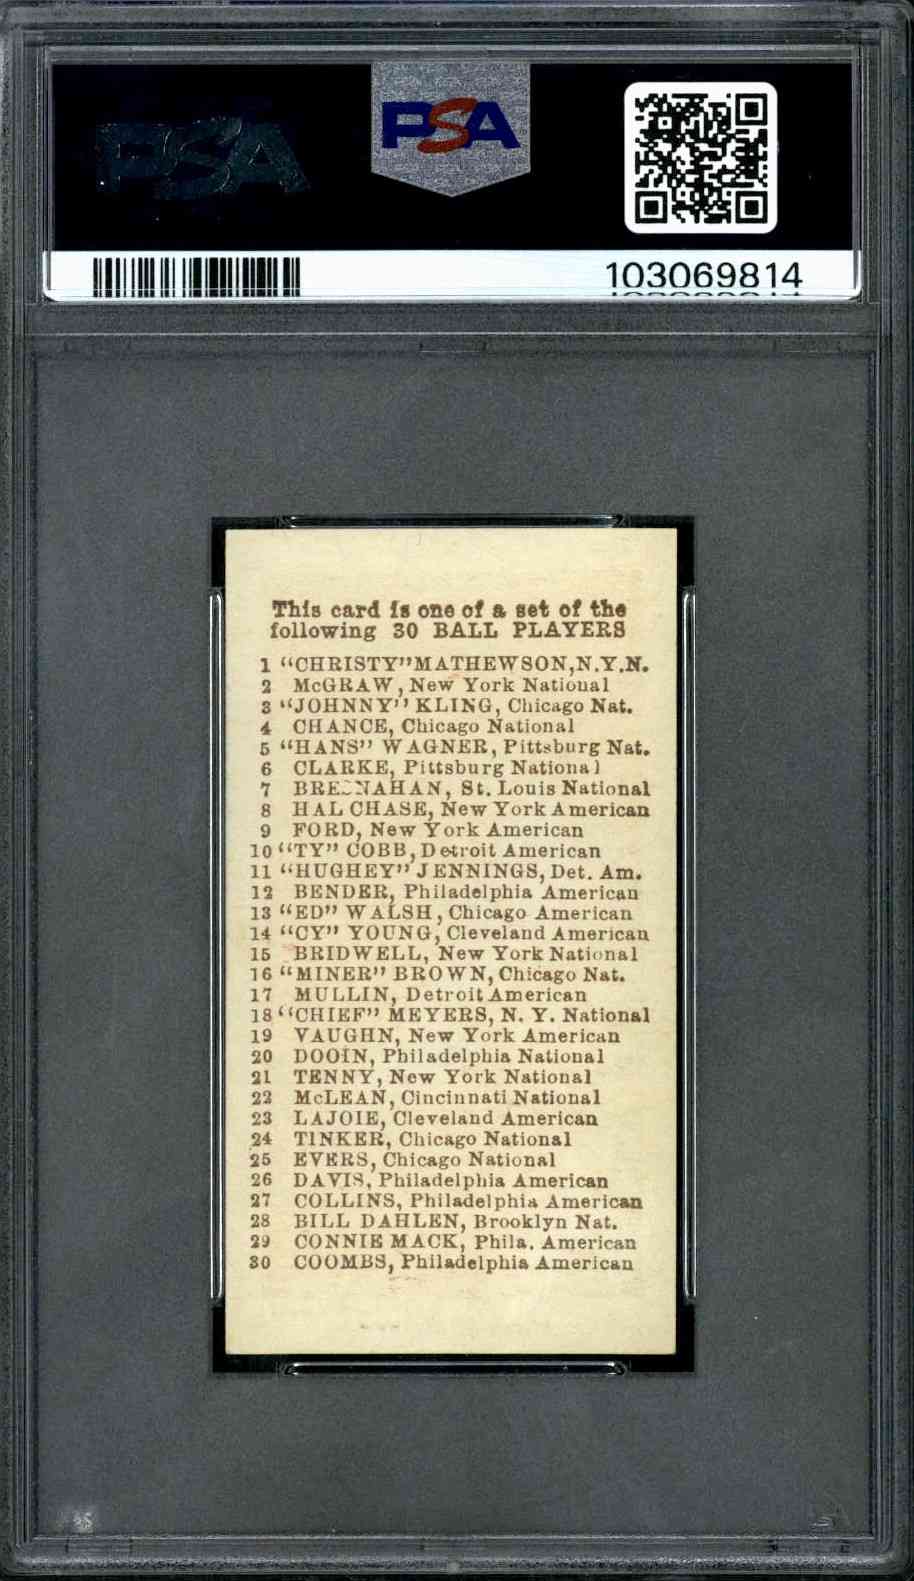 PSA
PSA
103069814
This card is one of a set of the
following 30 BALL PLAYERS
1 "CHRISTY" MATHEWSON, N.Y.N.
2 McGRAW, New York National
3 "JOHNNY" KLING, Chicago Nat.
4 CHANCE, Chicago National
5 "HANS" WAGNER, Pittsburg Nat.
6 CLARKE, Pittsburg National
7 BRESNAHAN, St. Louis National
8 HAL CHASE, New York American
9 FORD, New York American
10 "TY" COBB, Detroit American
11 "HUGHEY" JENNINGS, Det. Am.
12 BENDER, Philadelphia American
13 "ED" WALSH, Chicago American
14 "CY" YOUNG, Cleveland American
15 BRIDWELL, New York National
16 "MINER" BROWN, Chicago Nat.
17 MULLIN, Detroit American
18 "CHIEF" MEYERS, N. Y. National
19 VAUGHN, New York American
20 DOOIN, Philadelphia National
21 TENNY, New York National
22 McLEAN, Cincinnati National
23 LAJOIE, Cleveland American
24 TINKER, Chicago National
25 EVERS, Chicago National
26 DAVIS, Philadelphia American
27 COLLINS, Philadelphia American
28 BILL DAHLEN, Brooklyn Nat.
29 CONNIE MACK, Phila. American
30 COOMBS, Philadelphia American